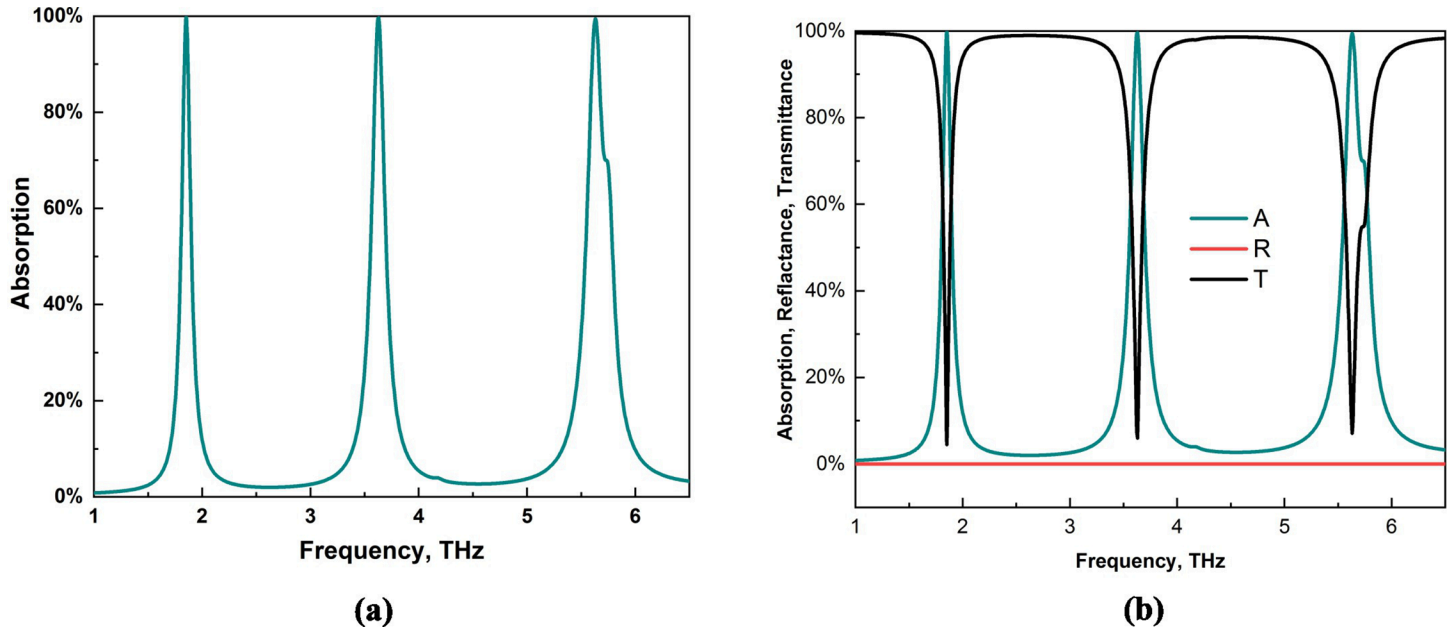 100%
80%
60%
40%
20%
0%
Absorption
1 2 3 4 5 6
Frequency, THz
(a)
100%
80%
60%
40%
20%
0%
Absorption, Reflactance, Transmittance
A
R
T
1 2 3 4 5 6
Frequency, THz
(b)